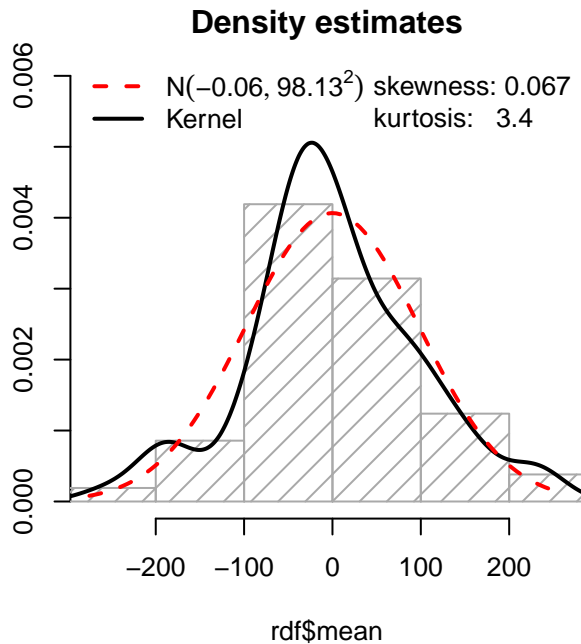 Density estimates
N(−0.06, 98.13²) skewness: 0.067
Kernel kurtosis: 3.4
0.006
0.004
0.002
0.000
−200 −100 0 100 200
rdf$mean